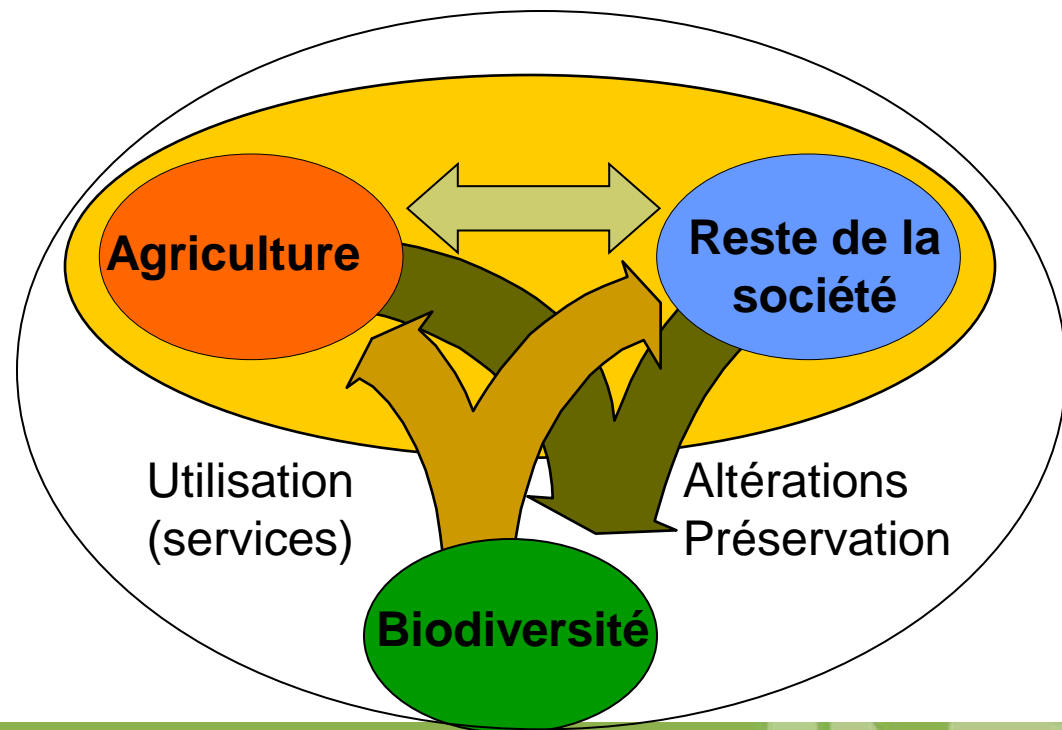 Agriculture
Reste de la
société
Utilisation
(services)
Altérations
Préservation
Biodiversité